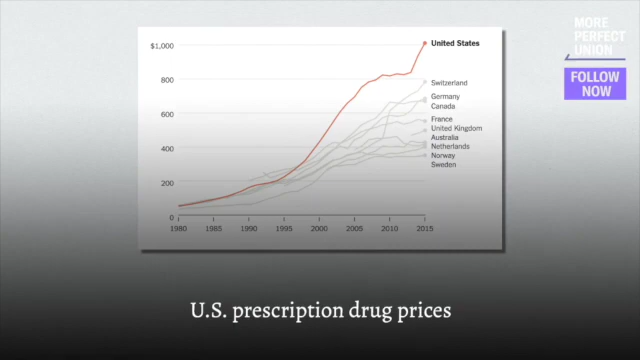 MORE
PERFECT
UNION
FOLLOW
NOW
$1,000
800
600
400
200
0
United States
Switzerland
Germany
Canada
France
United Kingdom
Australia
Netherlands
Norway
Sweden
1980 1985 1990 1995 2000 2005 2010 2015
U.S. prescription drug prices